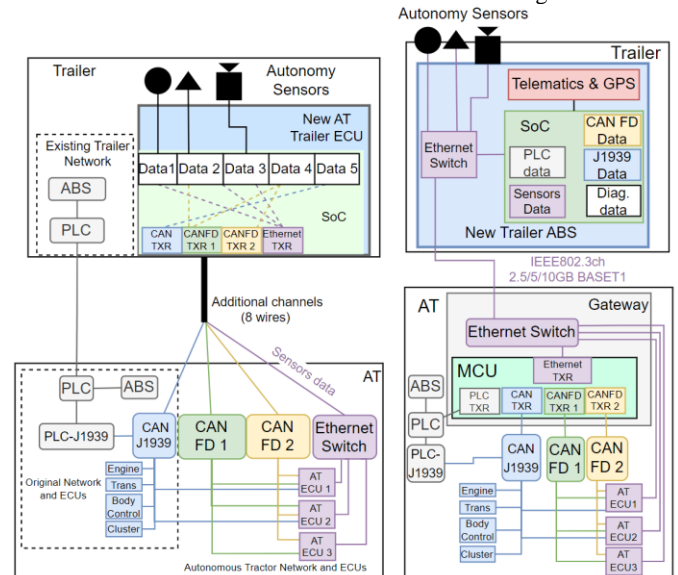 Autonomy Sensors
Trailer
Autonomy
Sensors
New AT
Trailer ECU
Existing Trailer
Network
ABS
PLC
Data1
Data 2
Data 3
Data 4
Data 5
SoC
CAN
TXR
CANFD
TXR 1
CANFD
TXR 2
Ethernet
TXR
Additional channels
(8 wires)
Sensors data
AT
PLC
ABS
PLC-J1939
CAN
J1939
CAN
FD 1
CAN
FD 2
Ethernet
Switch
Original Network
and ECUs
Engine
Trans
Body
Control
Cluster
AT
ECU 1
AT
ECU 2
AT
ECU 3
Autonomous Tractor Network and ECUs
Trailer
Telematics & GPS
Ethernet
Switch
SoC
CAN FD
Data
PLC
data
J1939
Data
Sensors
Data
Diag.
data
New Trailer ABS
IEEE802.3ch
2.5/5/10GB BASET1
AT
Gateway
Ethernet Switch
MCU
Ethernet
TXR
PLC
TXR
CAN
TXR
CANFD
TXR 1
CANFD
TXR 2
ABS
PLC
PLC-
J1939
CAN
J1939
CAN
FD 1
CAN
FD 2
Engine
Trans
Body
Control
Cluster
AT
ECU1
AT
ECU2
AT
ECU3